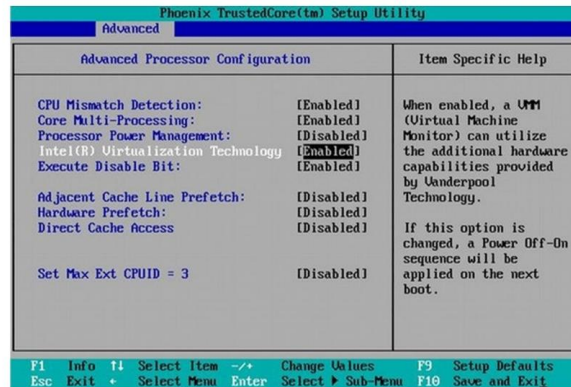 Phoenix TrustedCore(tm) Setup Utility
Advanced
Advanced Processor Configuration
Item Specific Help
CPU Mismatch Detection: [Enabled]
Core Multi-Processing: [Enabled]
Processor Power Management: [Disabled]
Intel(R) Virtualization Technology [Enabled]
Execute Disable Bit: [Enabled]
Adjacent Cache Line Prefetch: [Disabled]
Hardware Prefetch: [Disabled]
Direct Cache Access [Disabled]
Set Max Ext CPUID = 3 [Disabled]
When enabled, a VMM
(Virtual Machine
Monitor) can utilize
the additional hardware
capabilities provided
by Vanderpool
Technology.
If this option is
changed, a Power Off-On
sequence will be
applied on the next
boot.
F1 Info ↑↓ Select Item -/+ Change Values F9 Setup Defaults
Esc Exit ← Select Menu Enter Select ▶ Sub-Menu F10 Save and Exit